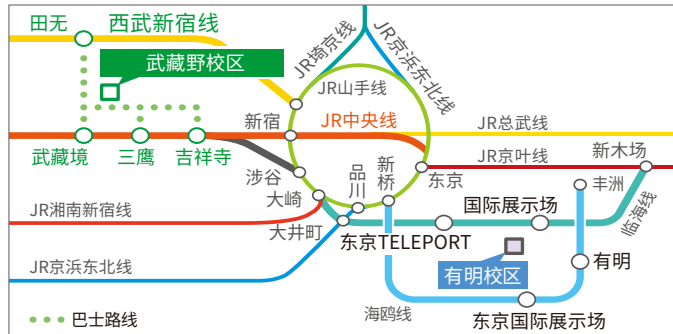 田无
西武新宿线
武藏野校区
JR埼京线
JR京浜东北线
JR山手线
新宿
JR中央线
JR总武线
武藏境
三鹰
吉祥寺
JR京叶线
新木场
涉谷
大崎
品川
新桥
东京
丰洲
临海线
JR湘南新宿线
大井町
国际展示场
东京TELEPORT
JR京浜东北线
有明校区
有明
海鸥线
东京国际展示场
巴士路线